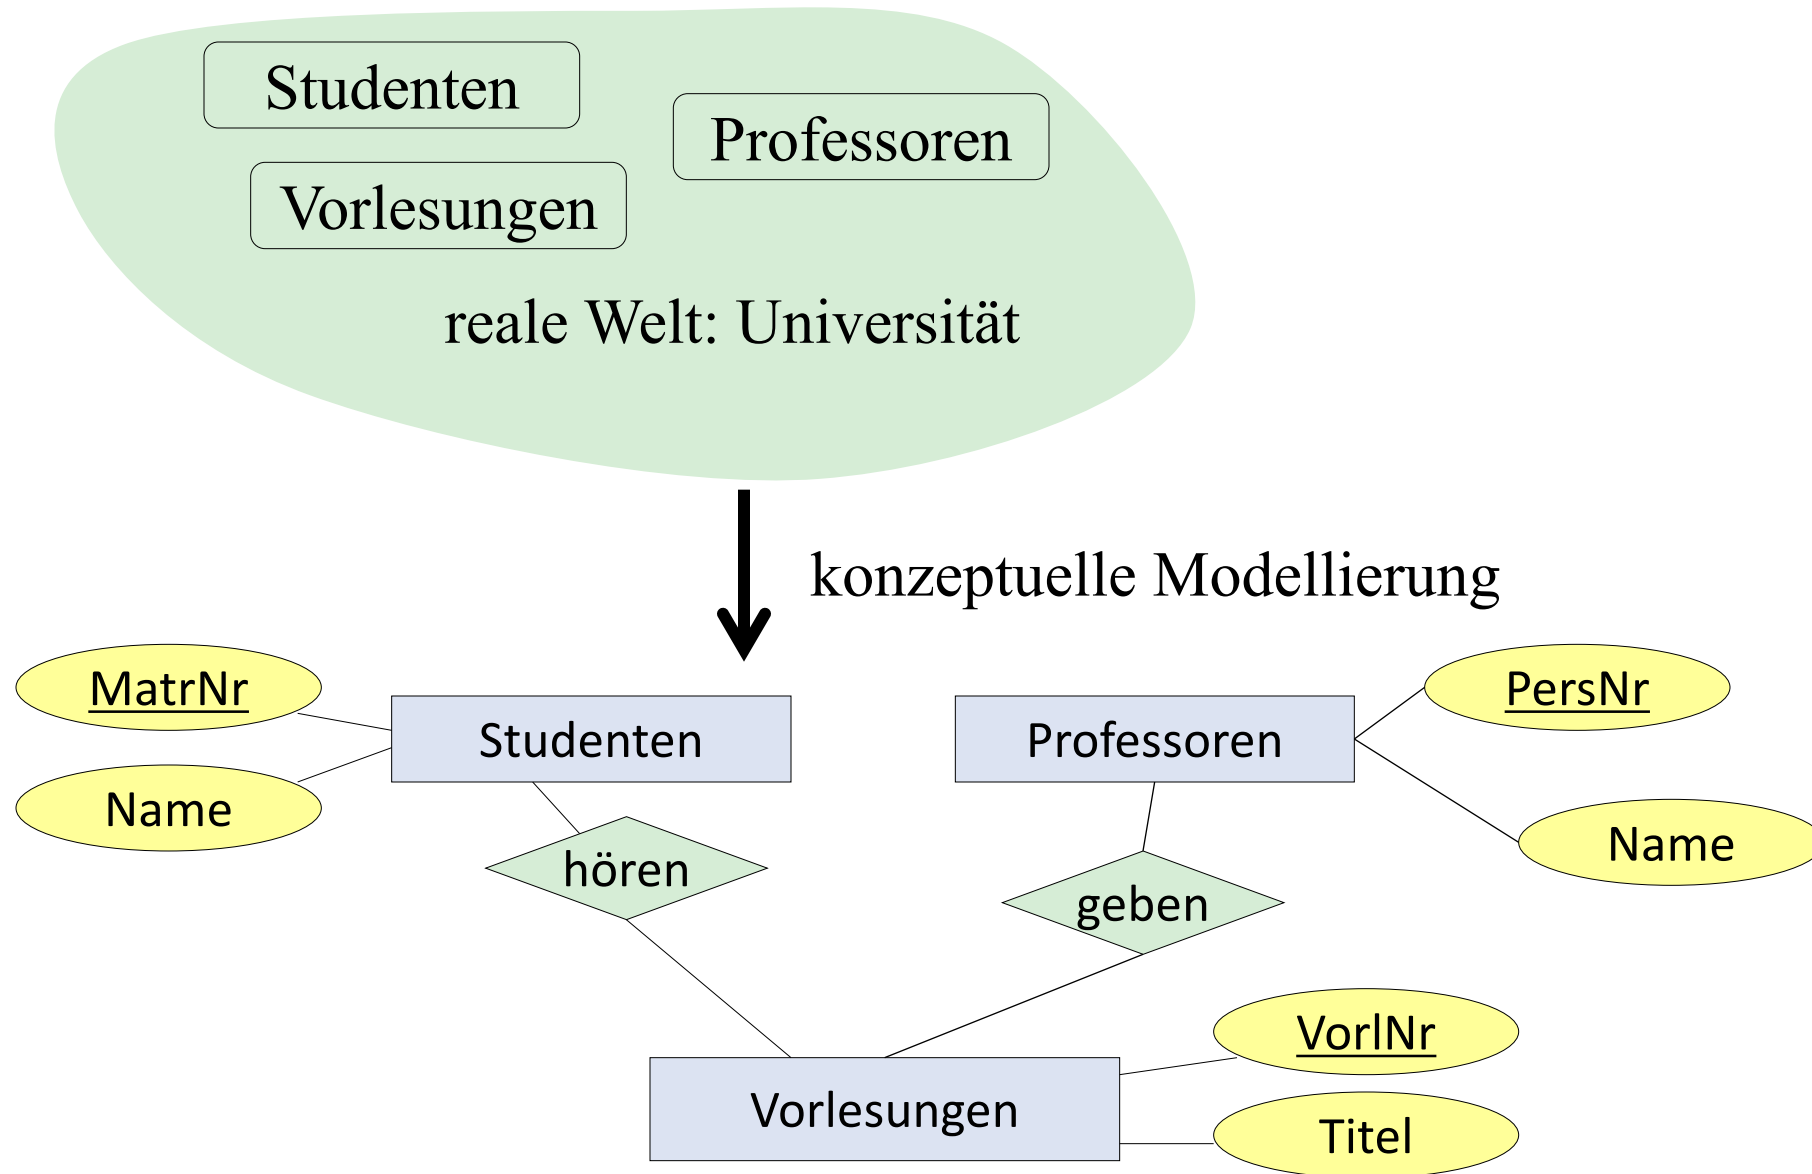 Studenten
Professoren
Vorlesungen
reale Welt: Universität
konzeptuelle Modellierung
MatrNr
PersNr
Studenten
Professoren
Name
Name
hören
geben
VorlNr
Vorlesungen
Titel